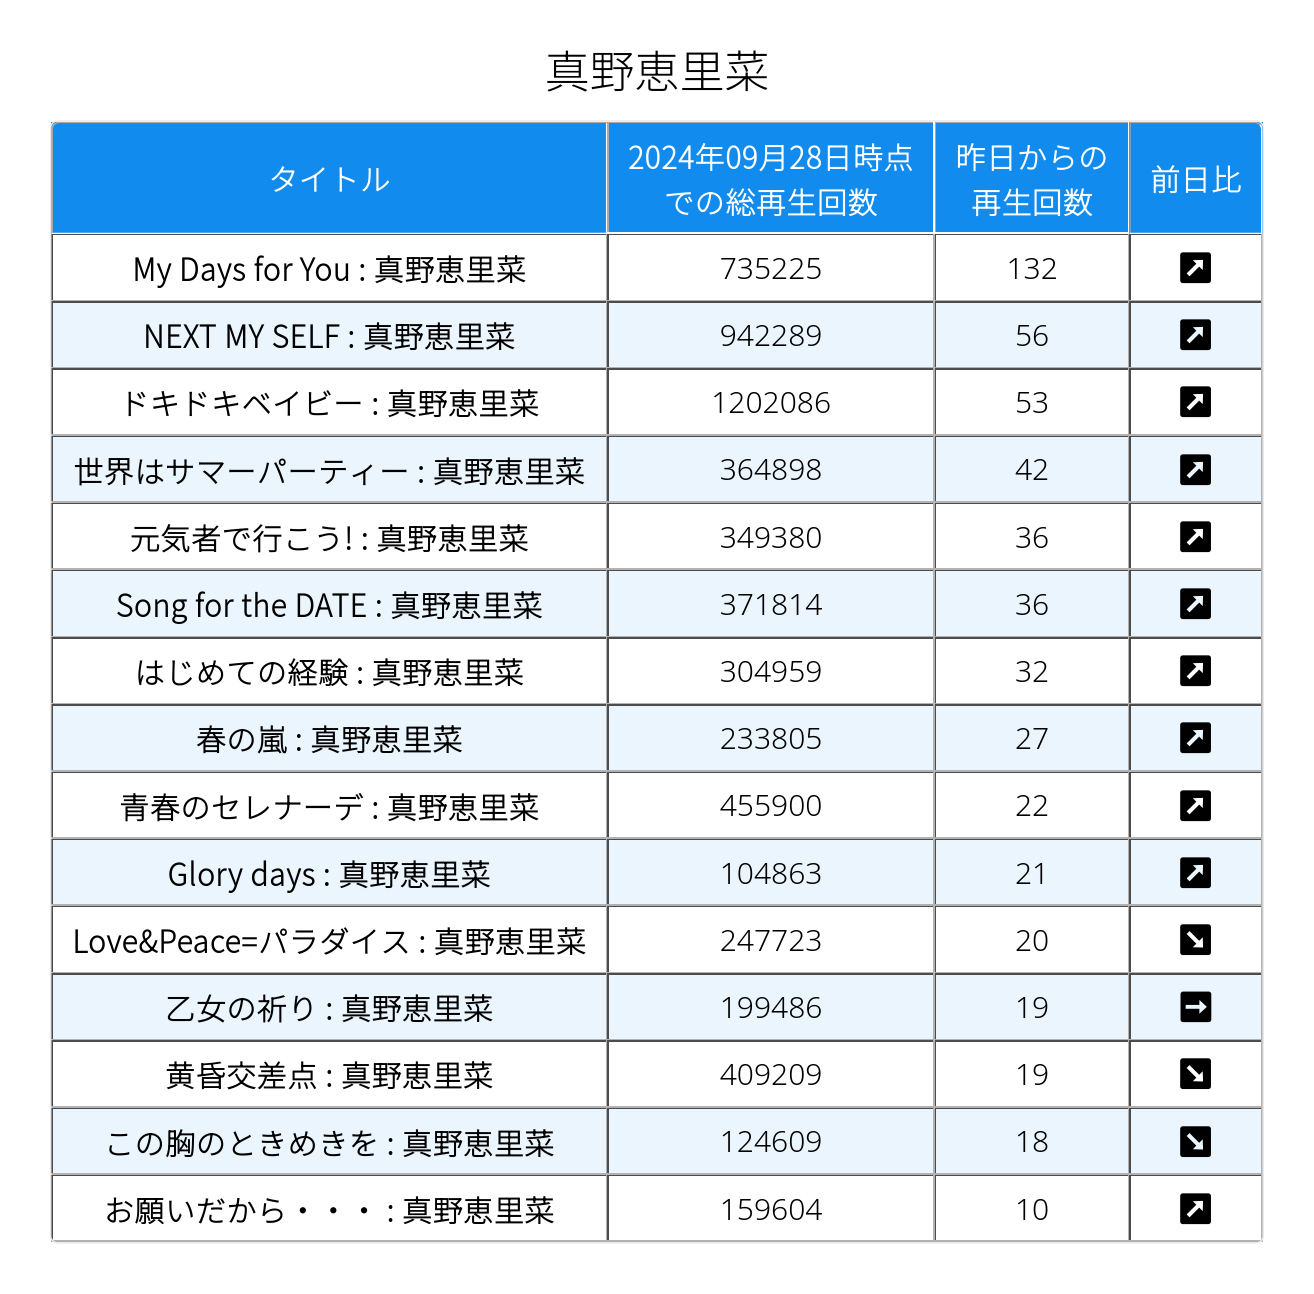 真野恵里菜
タイトル 2024年09月28日時点での総再生回数 昨日からの再生回数 前日比
My Days for You : 真野恵里菜 735225 132 ↗
NEXT MY SELF : 真野恵里菜 942289 56 ↗
ドキドキベイビー : 真野恵里菜 1202086 53 ↗
世界はサマーパーティー : 真野恵里菜 364898 42 ↗
元気者で行こう! : 真野恵里菜 349380 36 ↗
Song for the DATE : 真野恵里菜 371814 36 ↗
はじめての経験 : 真野恵里菜 304959 32 ↗
春の嵐 : 真野恵里菜 233805 27 ↗
青春のセレナーデ : 真野恵里菜 455900 22 ↗
Glory days : 真野恵里菜 104863 21 ↗
Love&Peace=パラダイス : 真野恵里菜 247723 20 ↘
乙女の祈り : 真野恵里菜 199486 19 →
黄昏交差点 : 真野恵里菜 409209 19 ↘
この胸のときめきを : 真野恵里菜 124609 18 ↘
お願いだから・・・ : 真野恵里菜 159604 10 ↗